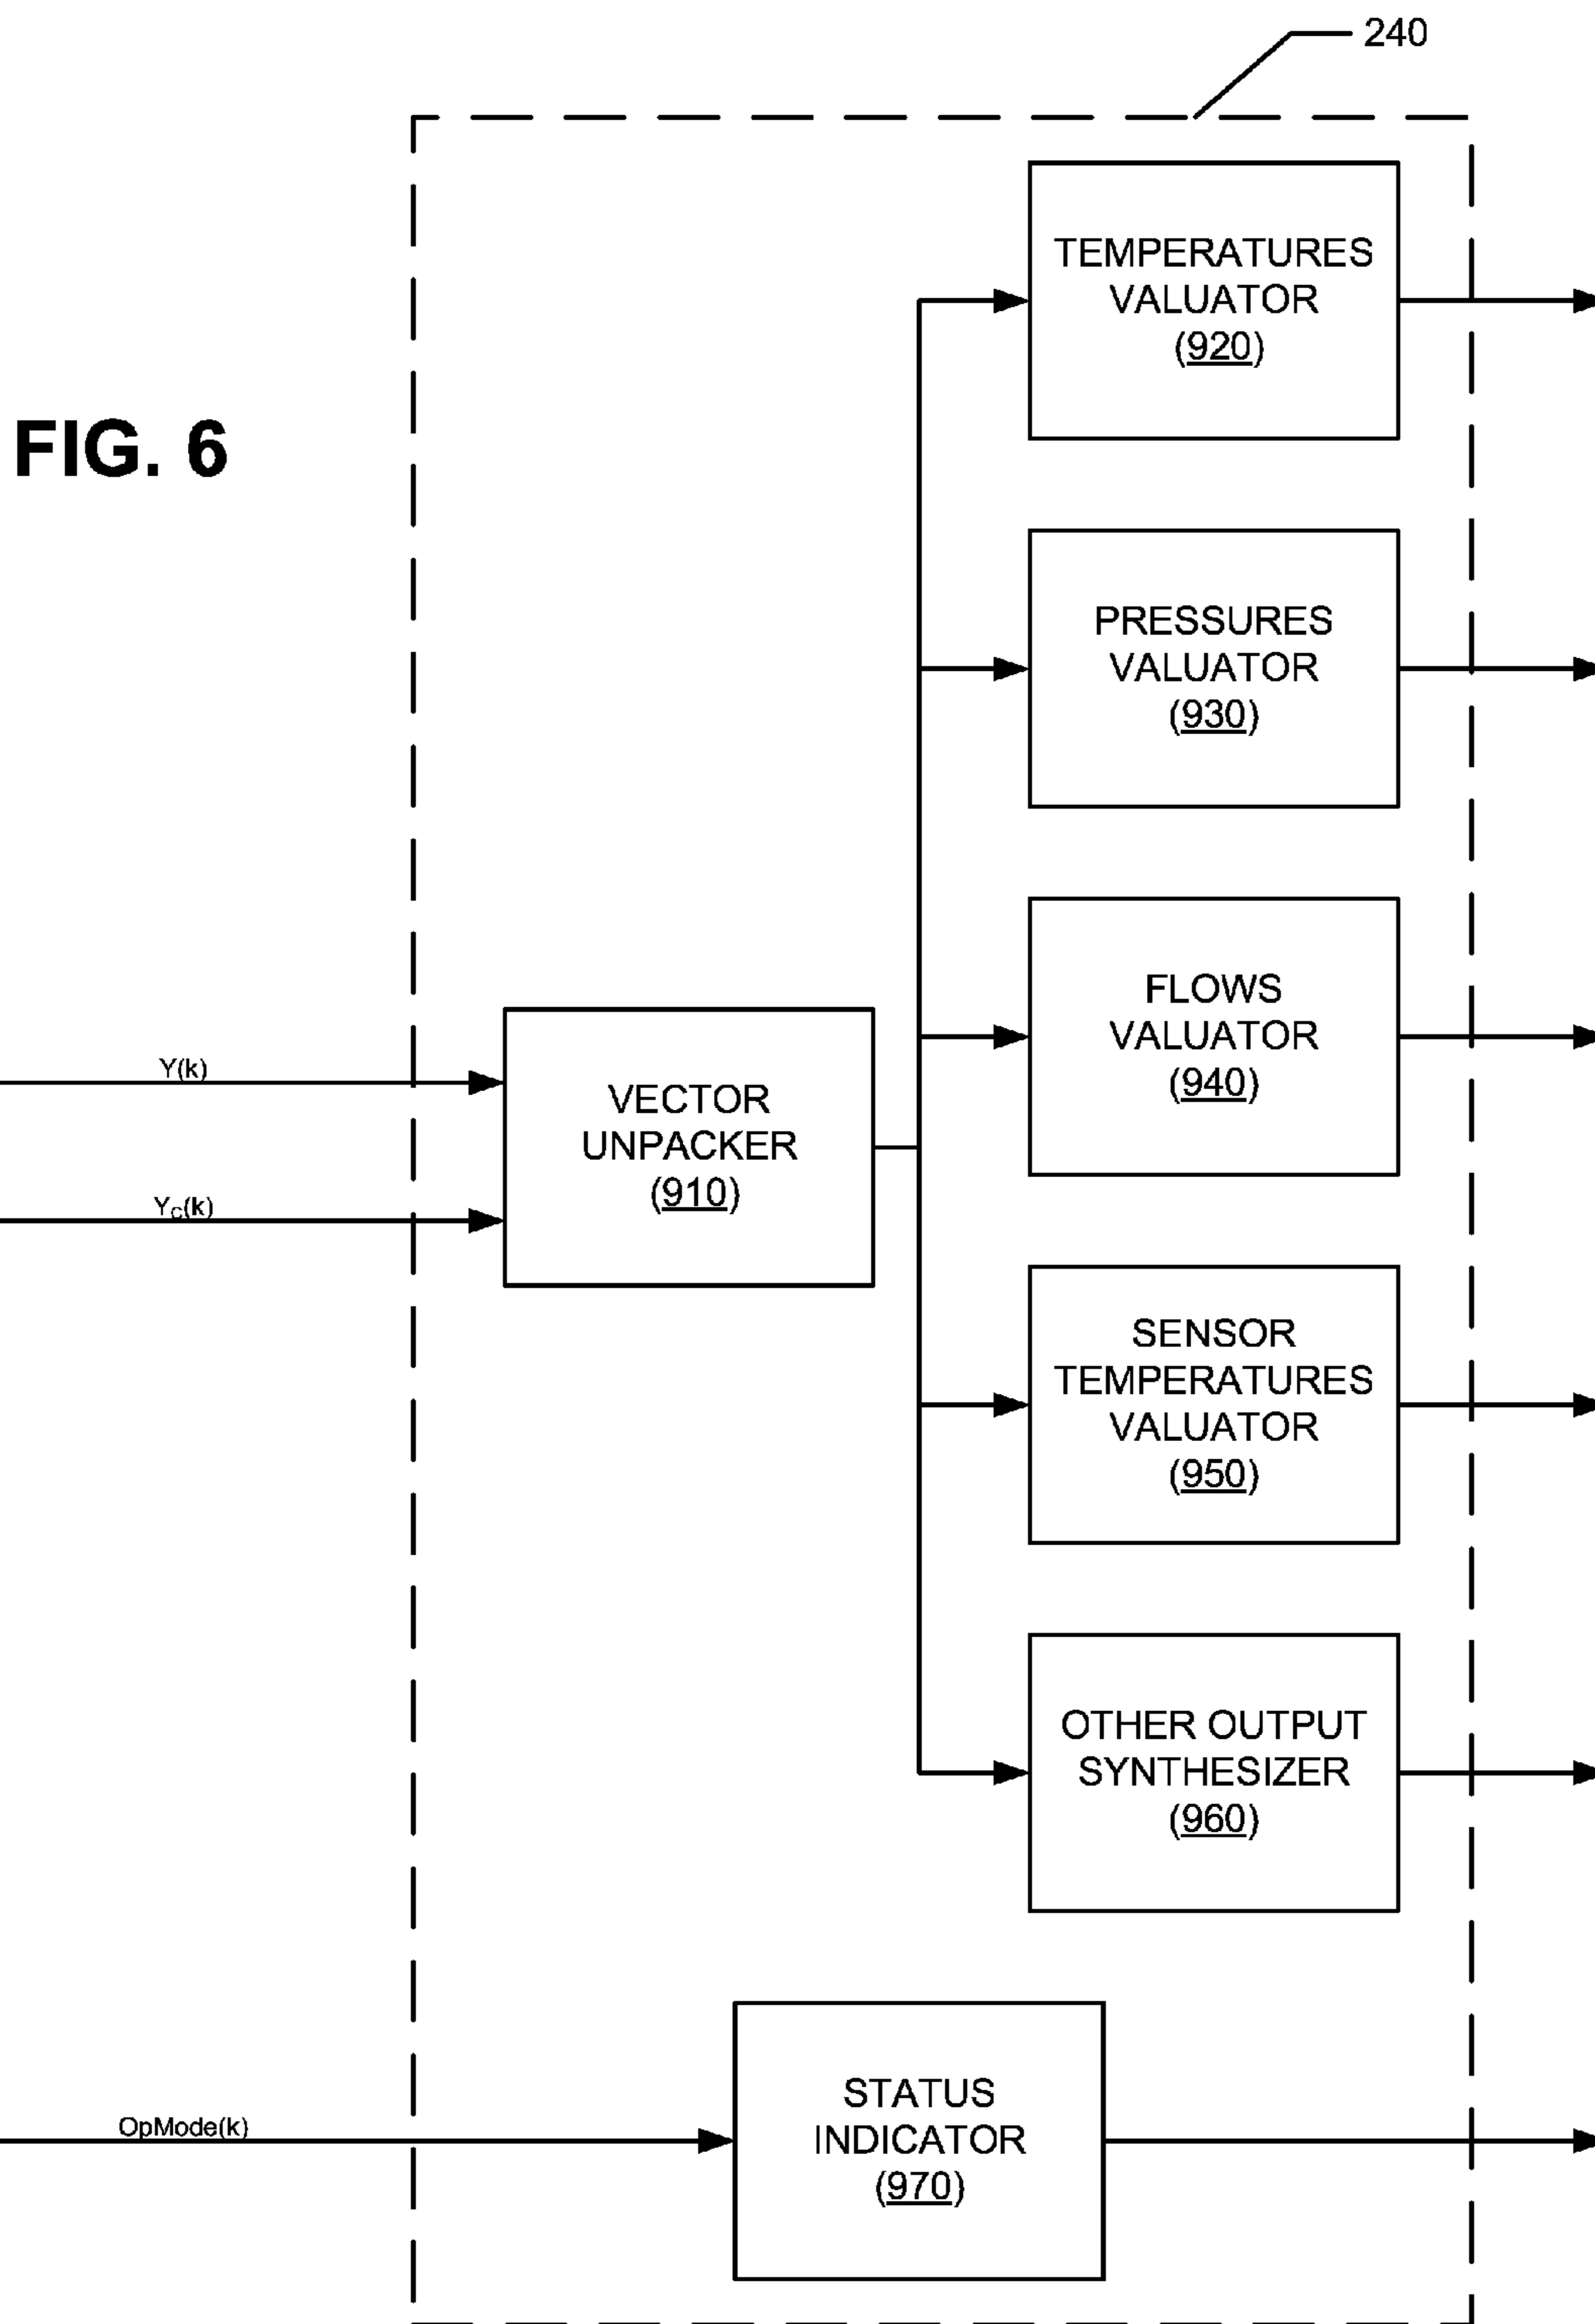 240
TEMPERATURES
VALUATOR
(920)
FIG. 6
PRESSURES
VALUATOR
(930)
FLOWS
VALUATOR
(940)
Y(k)
VECTOR
UNPACKER
(910)
Y_C(k)
SENSOR
TEMPERATURES
VALUATOR
(950)
OTHER OUTPUT
SYNTHESIZER
(960)
OpMode(k)
STATUS
INDICATOR
(970)